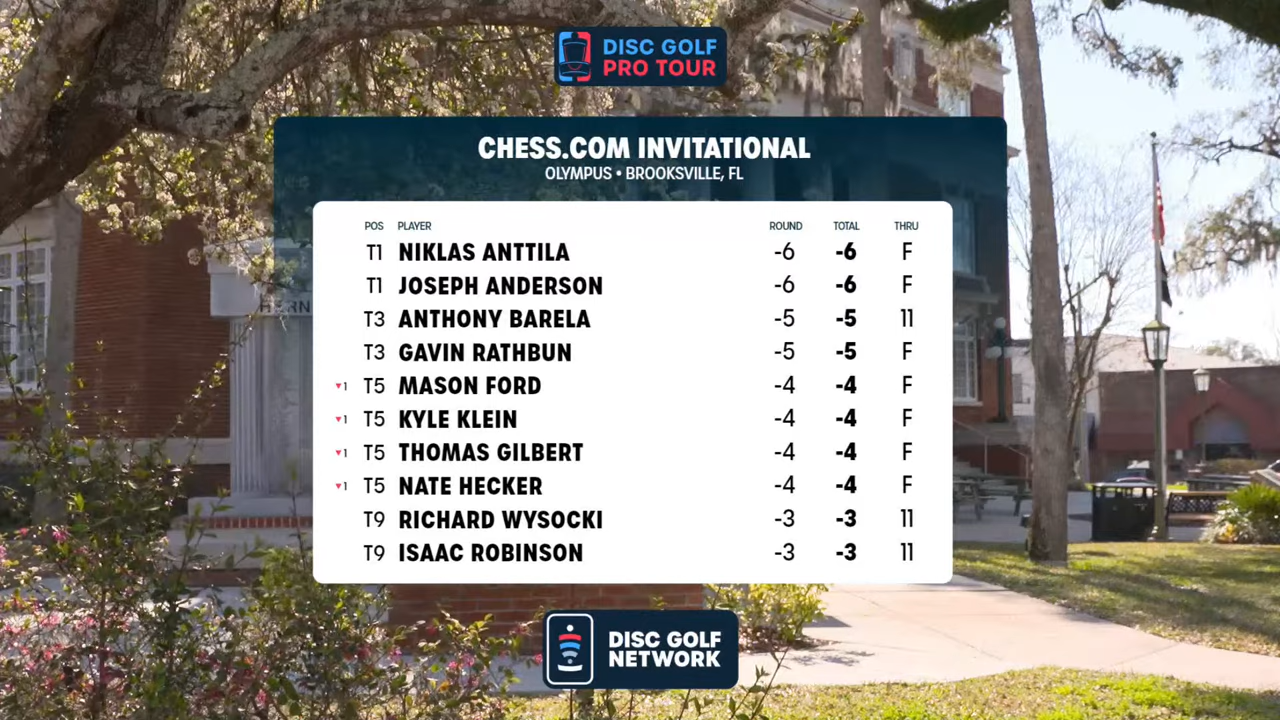 DISC GOLF
PRO TOUR
CHESS.COM INVITATIONAL
OLYMPUS • BROOKSVILLE, FL
POS PLAYER ROUND TOTAL THRU
T1 NIKLAS ANTTILA -6 -6 F
T1 JOSEPH ANDERSON -6 -6 F
T3 ANTHONY BARELA -5 -5 11
T3 GAVIN RATHBUN -5 -5 F
▼1 T5 MASON FORD -4 -4 F
▼1 T5 KYLE KLEIN -4 -4 F
▼1 T5 THOMAS GILBERT -4 -4 F
▼1 T5 NATE HECKER -4 -4 F
T9 RICHARD WYSOCKI -3 -3 11
T9 ISAAC ROBINSON -3 -3 11
DISC GOLF
NETWORK